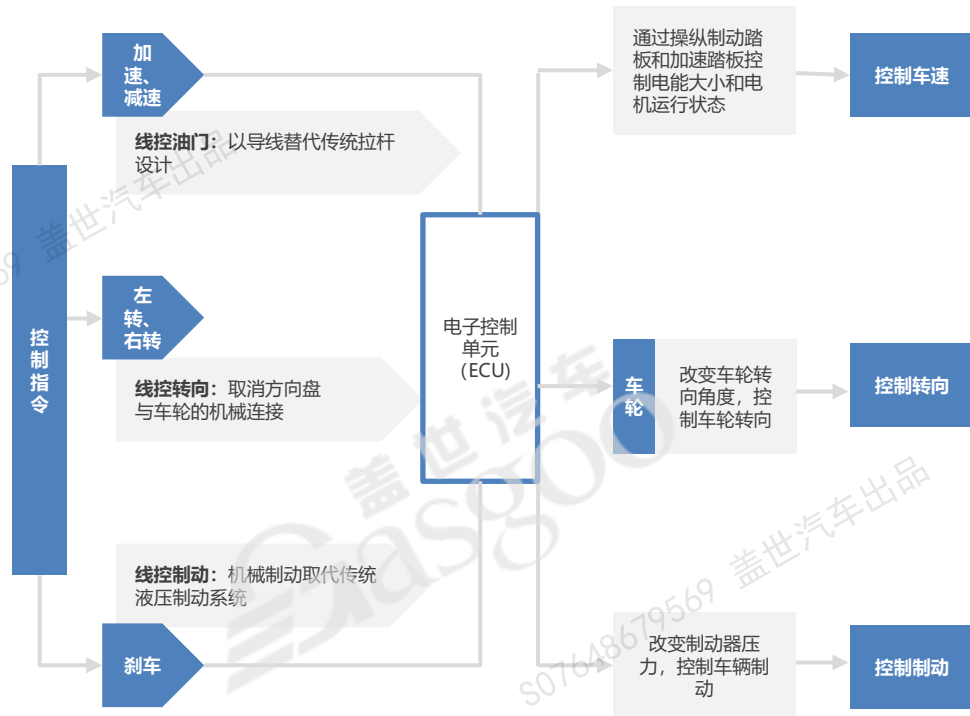 加
速、
减速
线控油门：以导线替代传统拉杆
设计
控
制
指
令
左
转、
右转
线控转向：取消方向盘
与车轮的机械连接
线控制动：机械制动取代传统
液压制动系统
刹车
电子控制
单元
（ECU)
通过操纵制动踏
板和加速踏板控
制电能大小和电
机运行状态
控制车速
车
轮
改变车轮转
向角度，控
制车轮转向
控制转向
改变制动器压
力，控制车辆制
动
控制制动
盖世汽车
Gasgoo
S07648679569 盖世汽车出品
69 盖世汽车出品